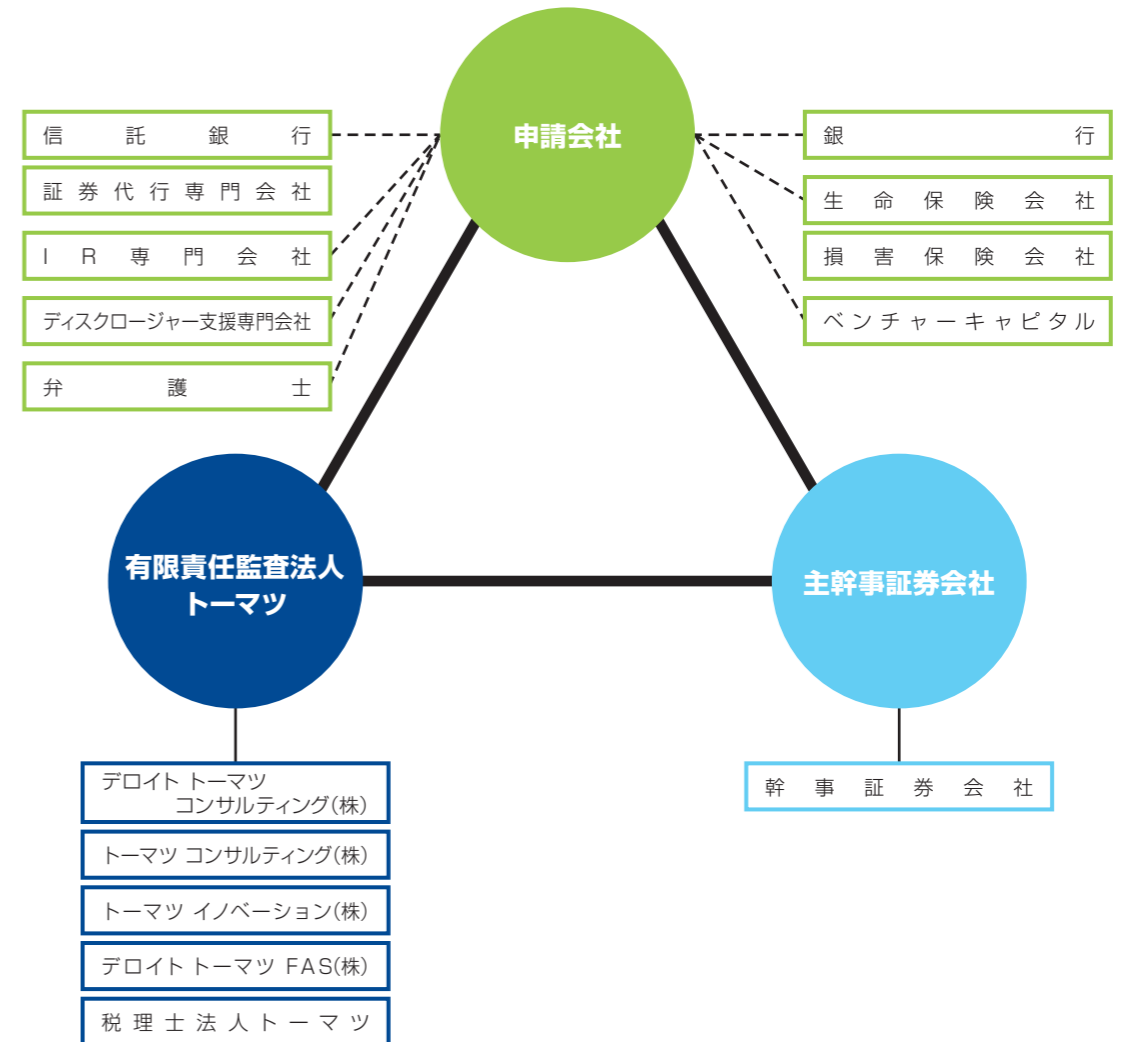 申請会社
信託銀行
証券代行専門会社
IR専門会社
ディスクロージャー支援専門会社
弁護士
銀行
生命保険会社
損害保険会社
ベンチャーキャピタル
有限責任監査法人
トーマツ
主幹事証券会社
デロイト トーマツ
コンサルティング(株)
トーマツ コンサルティング(株)
トーマツ イノベーション(株)
デロイト トーマツ FAS(株)
税理士法人トーマツ
幹事証券会社